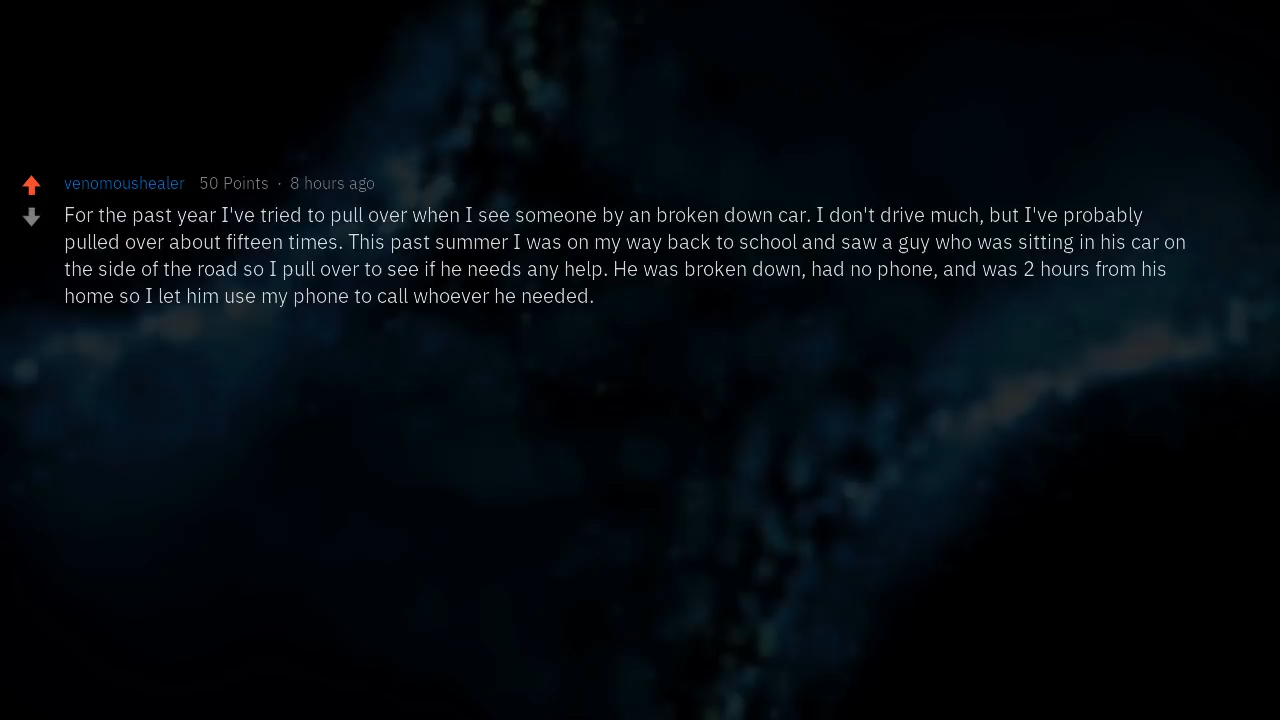 venomoushealer 50 Points · 8 hours ago
For the past year I've tried to pull over when I see someone by an broken down car. I don't drive much, but I've probably
pulled over about fifteen times. This past summer I was on my way back to school and saw a guy who was sitting in his car on
the side of the road so I pull over to see if he needs any help. He was broken down, had no phone, and was 2 hours from his
home so I let him use my phone to call whoever he needed.